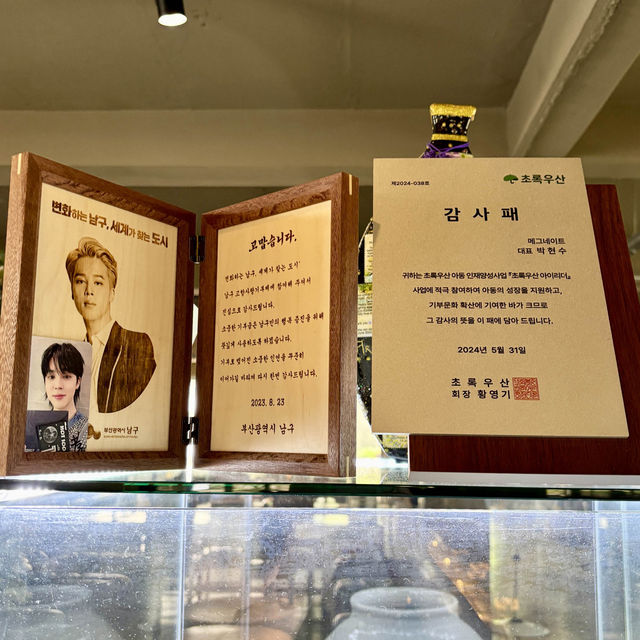 변화하는 남구, 세계가 찾는 도시
부산광역시 남구
고맙습니다.
'변화하는 남구, 세계가 찾는 도시'
남구 고향사랑기부제에 참여해 주셔서
진심으로 감사드립니다.
소중한 기부금은 남구민의 행복 증진을 위해
뜻깊게 사용하도록 하겠습니다.
기부로 맺어진 소중한 인연을 꾸준히
이어가길 바라며 다시 한번 감사드립니다.
2023. 8. 23
부산광역시 남구
제2024-038호
초록우산
감 사 패
메그네이트
대표 박현수
귀하는 초록우산 아동 인재양성사업 『초록우산 아이리더』
사업에 적극 참여하여 아동의 성장을 지원하고,
기부문화 확산에 기여한 바가 크므로
그 감사의 뜻을 이 패에 담아 드립니다.
2024년 5월 31일
초 록 우 산
회장 황영기